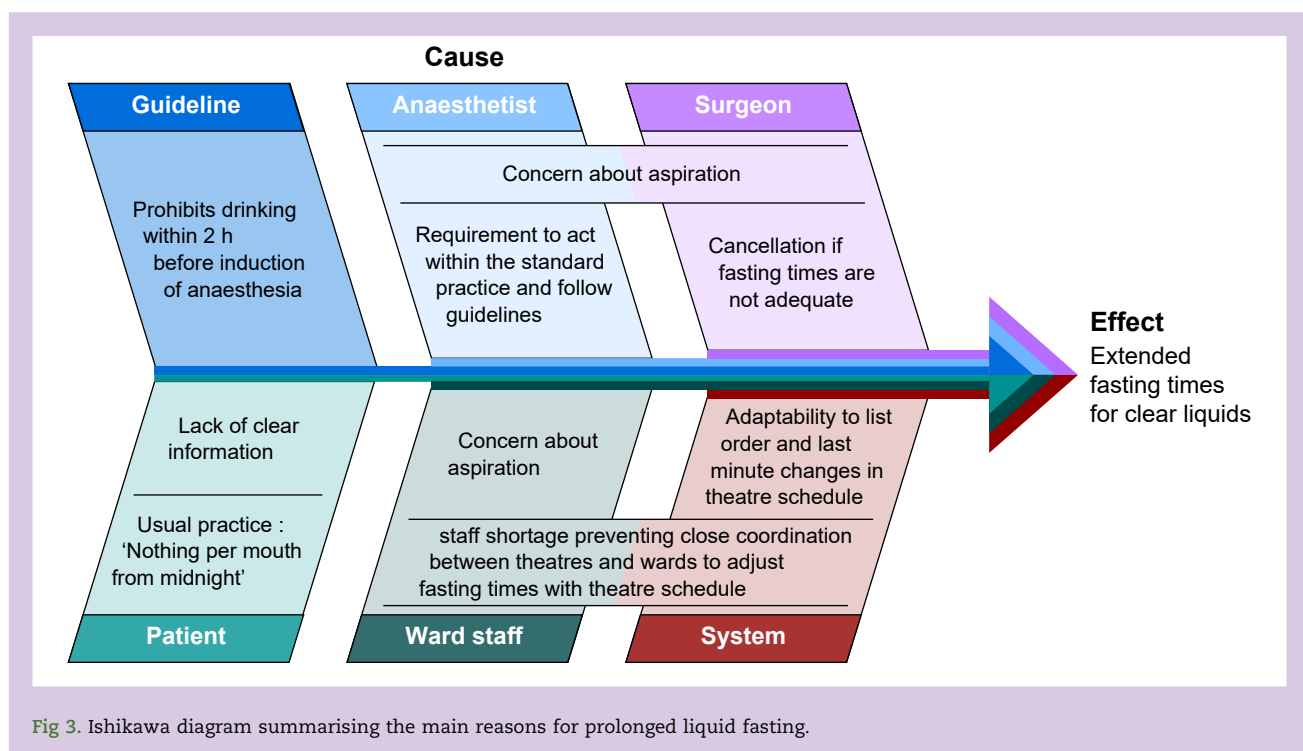 Cause
Guideline
Anaesthetist
Surgeon
Concern about aspiration
Prohibits drinking
within 2 h
before induction
of anaesthesia
Requirement to act
within the standard
practice and follow
guidelines
Cancellation if
fasting times are
not adequate
Effect
Extended
fasting times
for clear liquids
Lack of clear
information
Usual practice :
‘Nothing per mouth
from midnight’
Concern about
aspiration
Adaptability to list
order and last
minute changes in
theatre schedule
staff shortage preventing close coordination
between theatres and wards to adjust
fasting times with theatre schedule
Patient
Ward staff
System
Fig 3. Ishikawa diagram summarising the main reasons for prolonged liquid fasting.